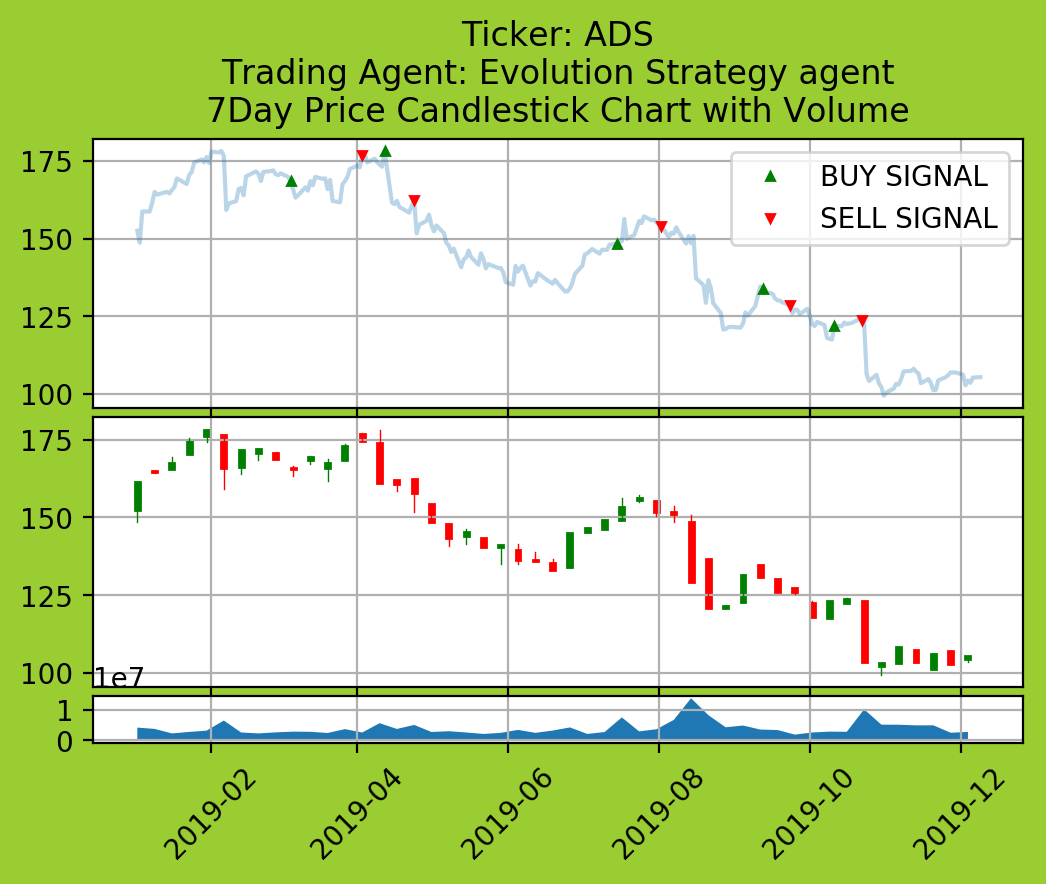 Ticker: ADS
Trading Agent: Evolution Strategy agent
7Day Price Candlestick Chart with Volume
175
150
125
100
BUY SIGNAL
SELL SIGNAL
175
150
125
100
1e7
1
0
2019-02
2019-04
2019-06
2019-08
2019-10
2019-12